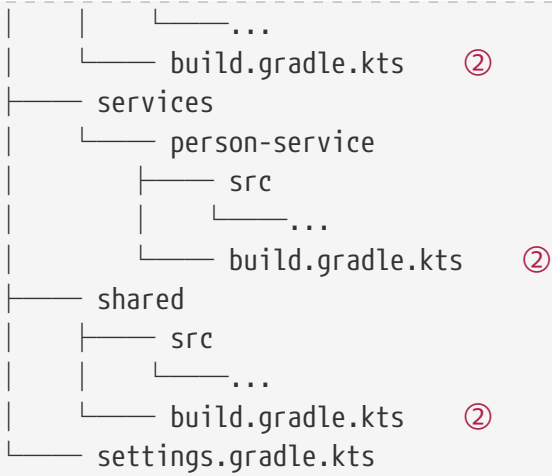 │    │    └────...
│    └──── build.gradle.kts ②
├──── services
│    └──── person-service
│         ├──── src
│         │    └────...
│         └──── build.gradle.kts ②
├──── shared
│    ├──── src
│    │    └────...
│    └──── build.gradle.kts ②
└──── settings.gradle.kts